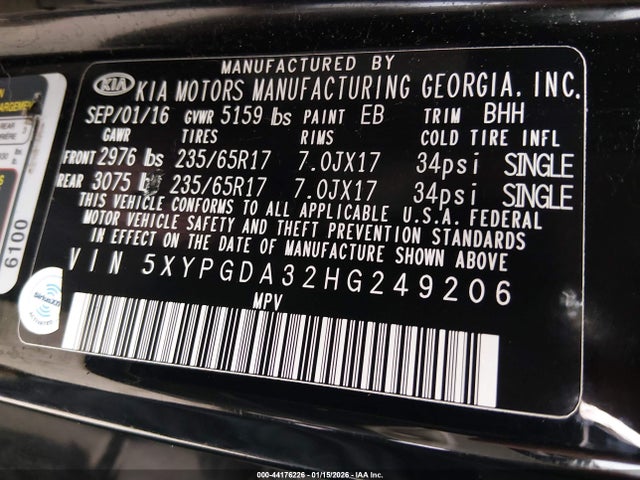 MANUFACTURED BY
KIA KIA MOTORS MANUFACTURING GEORGIA, INC.
SEP/01/16 GVWR 5159 lbs PAINT EB TRIM BHH
GAWR TIRES RIMS COLD TIRE INFL
FRONT 2976 lbs 235/65R17 7.0JX17 34psi SINGLE
REAR 3075 lb 235/65R17 7.0JX17 34psi SINGLE
THIS VEHICLE CONFORMS TO ALL APPLICABLE U.S.A. FEDERAL
MOTOR VEHICLE SAFETY AND THEFT PREVENTION STANDARDS
IN EFFECT ON THE DATE OF MANUFACTURE SHOWN ABOVE
VIN 5XYPGDA32HG249206
MPV
6100
000-44176226 - 01/15/2026 - IAA Inc.